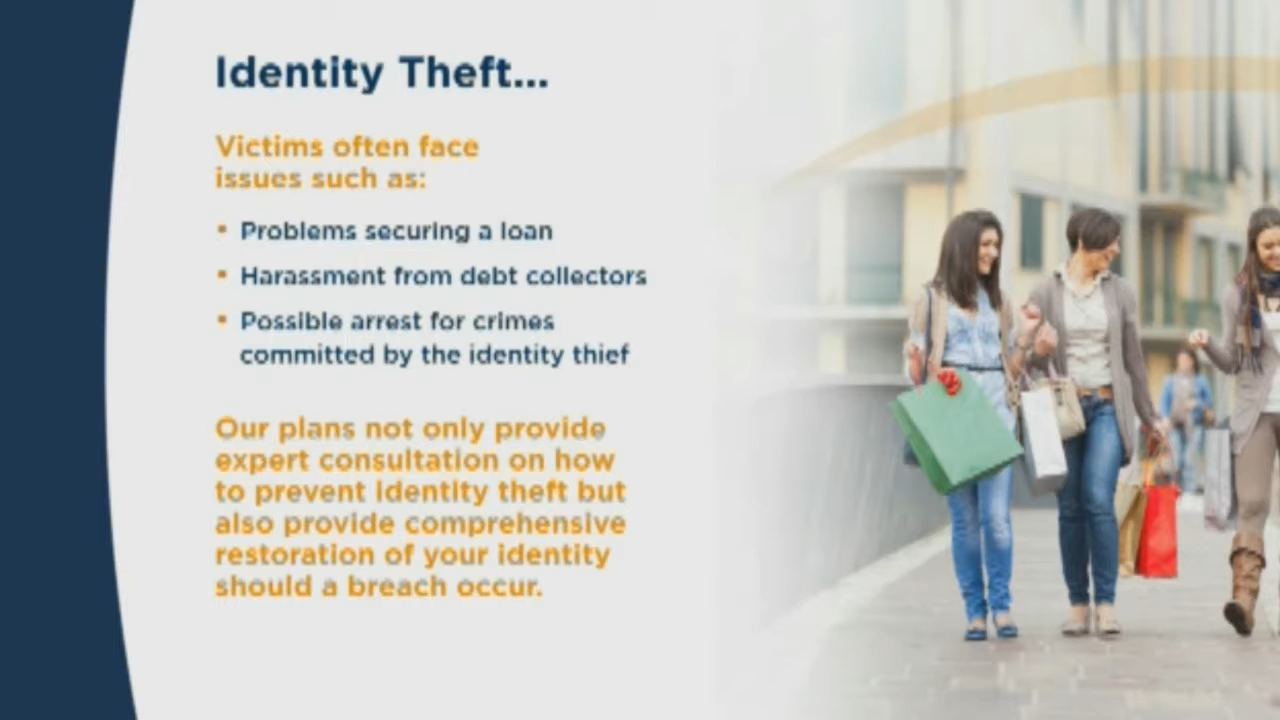 Identity Theft...
Victims often face
issues such as:
• Problems securing a loan
• Harassment from debt collectors
• Possible arrest for crimes
committed by the identity thief
Our plans not only provide
expert consultation on how
to prevent identity theft but
also provide comprehensive
restoration of your identity
should a breach occur.